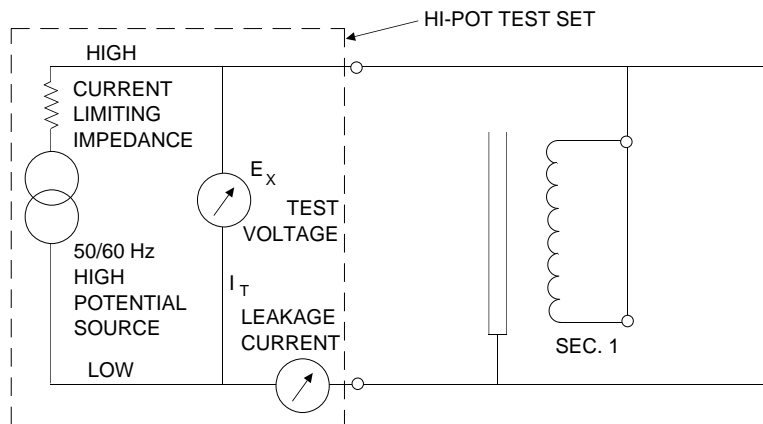 HI-POT TEST SET
HIGH
CURRENT
LIMITING
IMPEDANCE
E X
TEST
VOLTAGE
50/60 Hz
HIGH
POTENTIAL
SOURCE
I T
LEAKAGE
CURRENT
LOW
SEC. 1